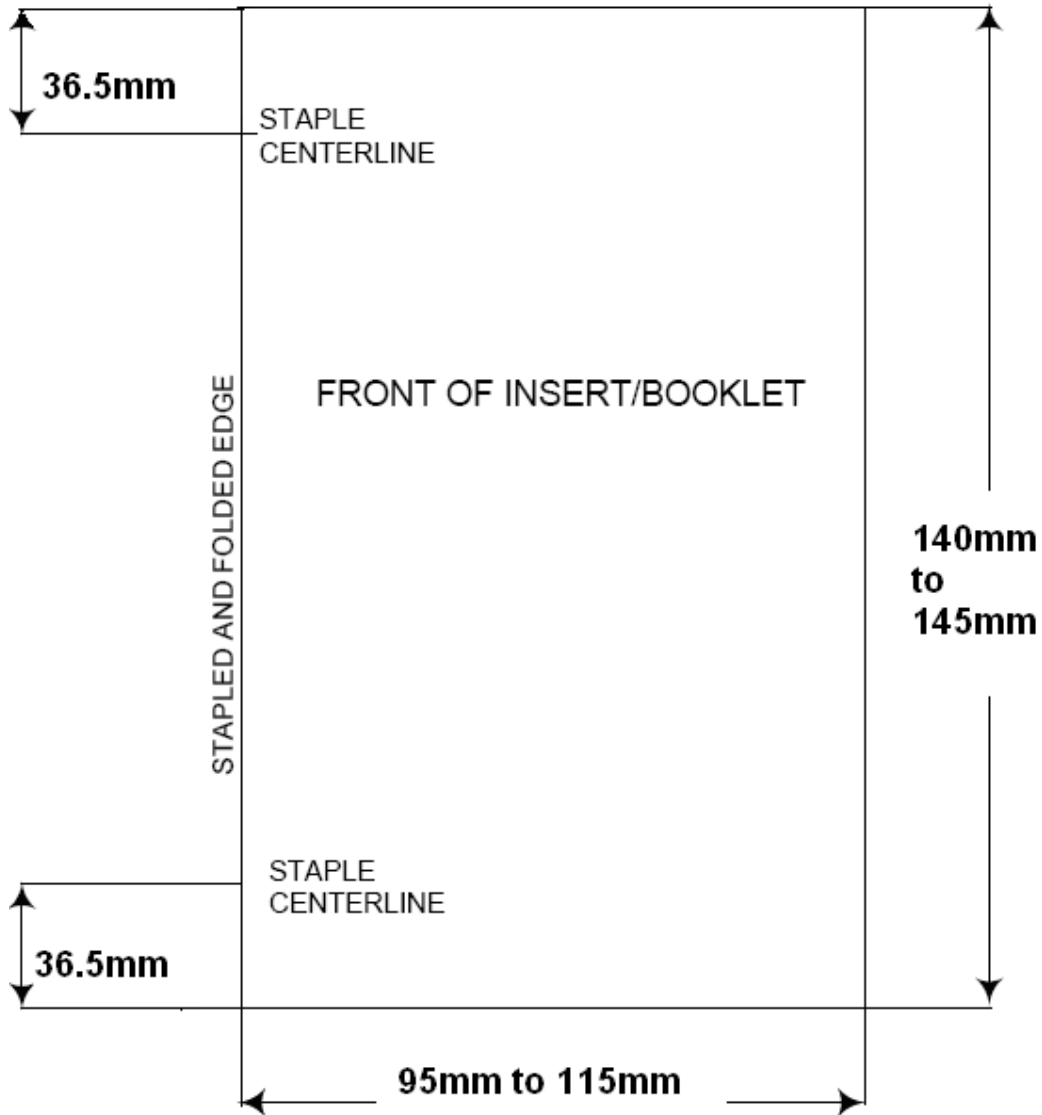 36.5mm
STAPLE
CENTERLINE
FRONT OF INSERT/BOOKLET
STAPLED AND FOLDED EDGE
140mm
to
145mm
STAPLE
CENTERLINE
36.5mm
95mm to 115mm